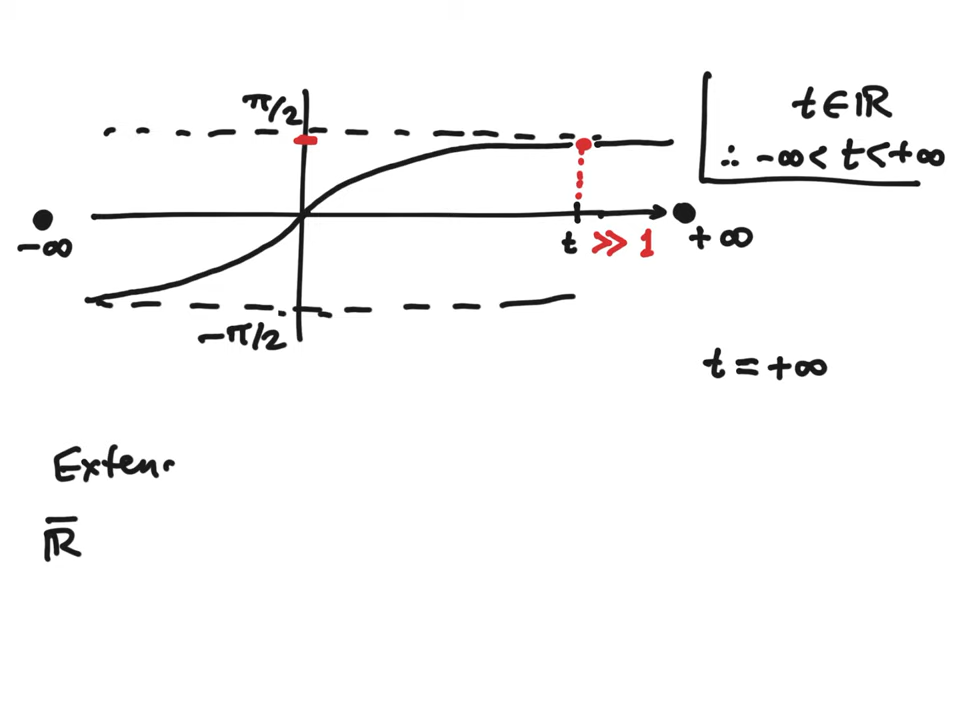 π/2
t ∈ ℝ
∴ -∞ < t < +∞
-∞
t >> 1
+∞
-π/2
t = +∞
Exten
ℝ̅